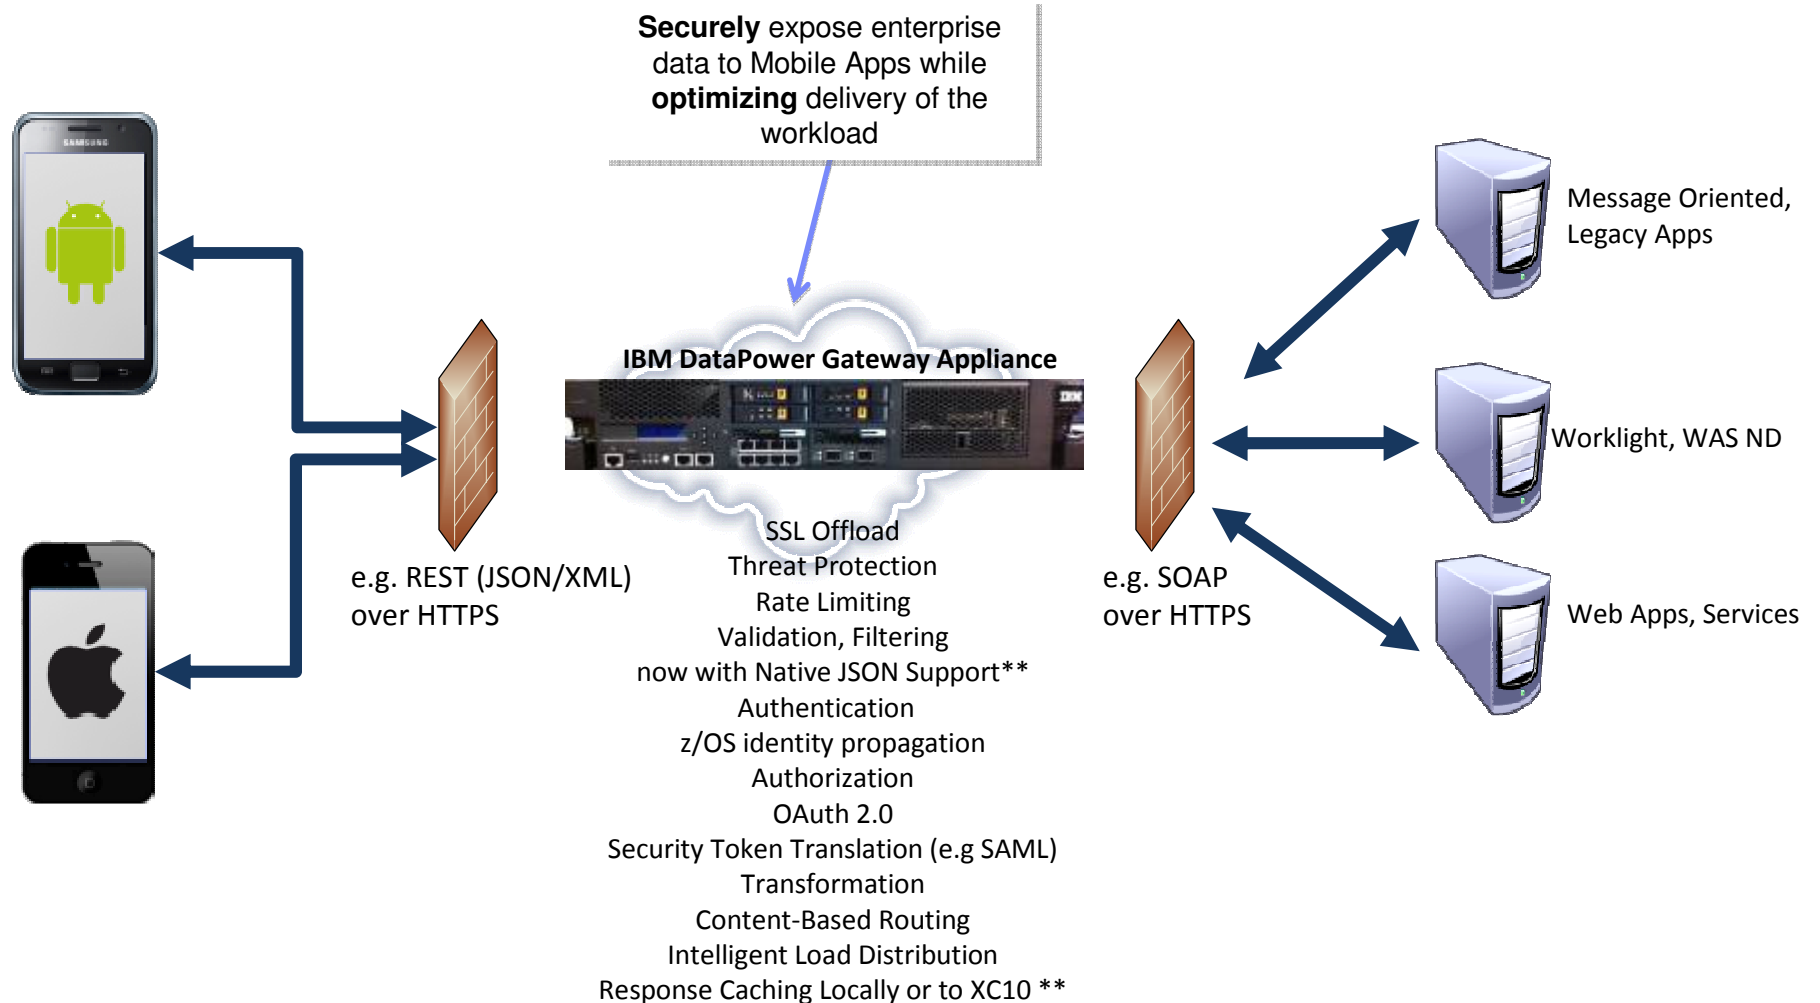 Securely expose enterprise
data to Mobile Apps while
optimizing delivery of the
workload
SAMSUNG
Message Oriented,
Legacy Apps
IBM DataPower Gateway Appliance
IBM
Worklight, WAS ND
e.g. REST (JSON/XML)
over HTTPS
e.g. SOAP
over HTTPS
Web Apps, Services
SSL Offload
Threat Protection
Rate Limiting
Validation, Filtering
now with Native JSON Support**
Authentication
z/OS identity propagation
Authorization
OAuth 2.0
Security Token Translation (e.g SAML)
Transformation
Content-Based Routing
Intelligent Load Distribution
Response Caching Locally or to XC10 **